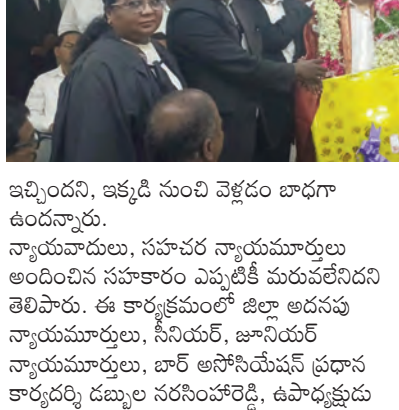 ఇచ్చిందని, ఇక్కడి నుంచి వెళ్లడం బాధగా
ఉందన్నారు.
న్యాయవాదులు, సహచర న్యాయమూర్తులు
అందించిన సహకారం ఎప్పటికీ మరువలేనిదని
తెలిపారు. ఈ కార్యక్రమంలో జిల్లా అదనపు
న్యాయమూర్తులు, సీనియర్, జూనియర్
న్యాయమూర్తులు, బార్ అసోసియేషన్ ప్రధాన
కార్యదర్శి డబ్బుల నరసింహారెడ్డి, ఉపాధ్యక్షుడు